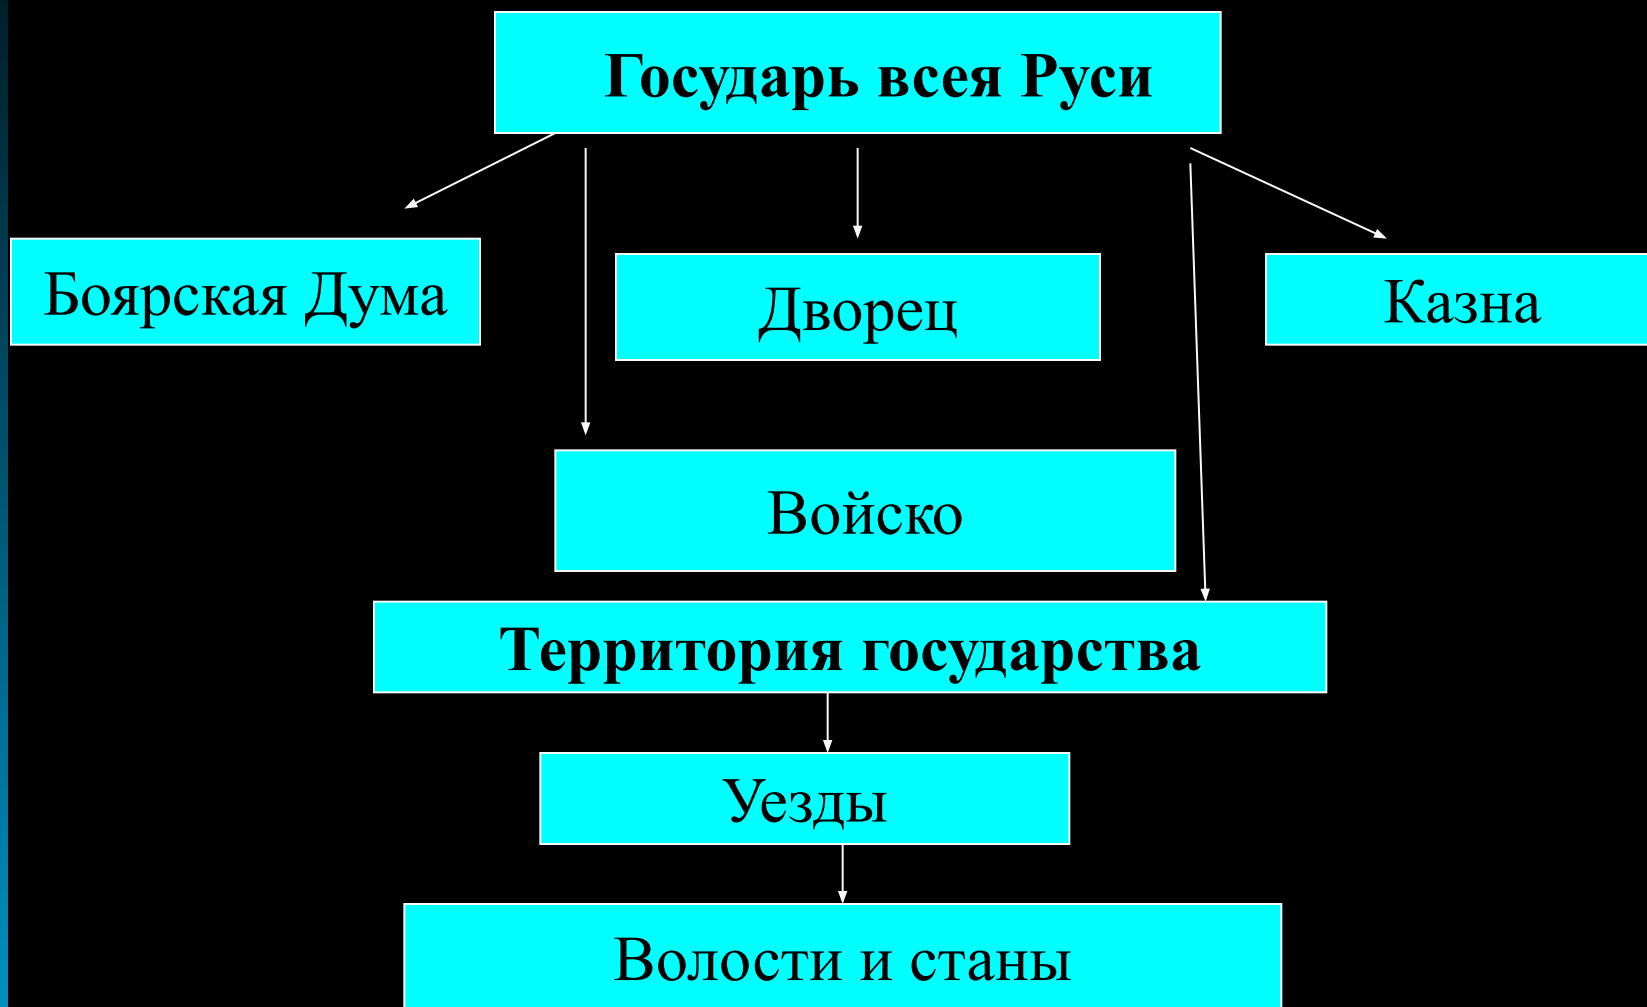 Государь всея Руси
Боярская Дума
Дворец
Казна
Войско
Территория государства
Уезды
Волости и станы